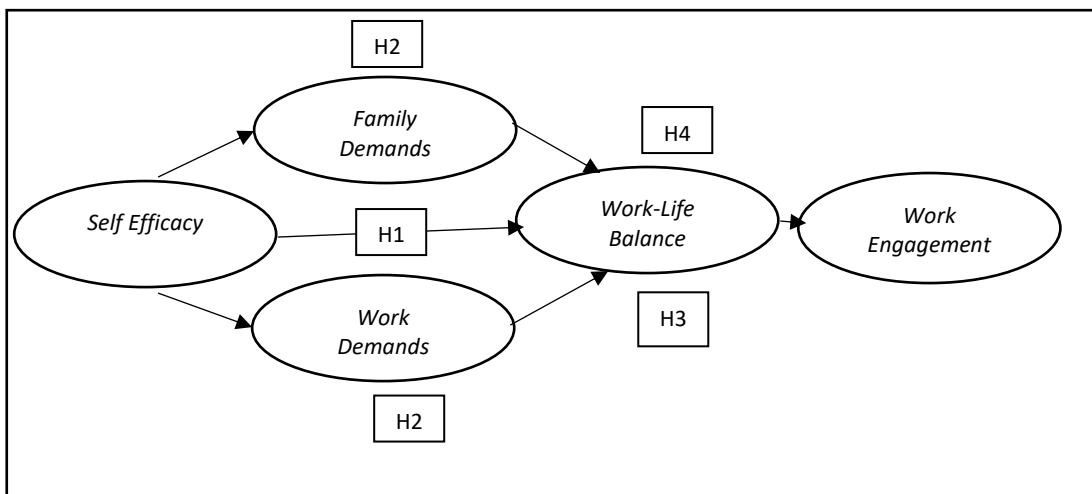 H2
Family
Demands
H4
Self Efficacy
H1
Work-Life
Balance
Work
Engagement
Work
Demands
H3
H2